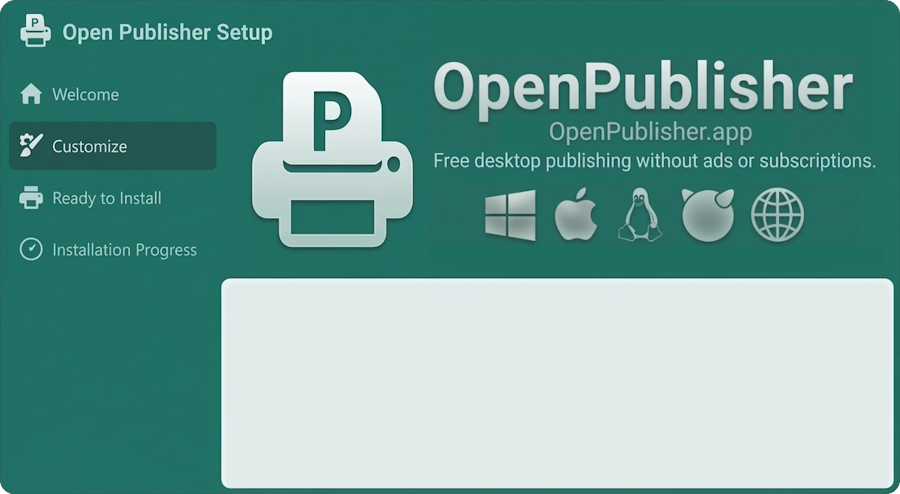 P
Open Publisher Setup
Welcome
Customize
Ready to Install
Installation Progress
P
OpenPublisher
OpenPublisher.app
Free desktop publishing without ads or subscriptions.